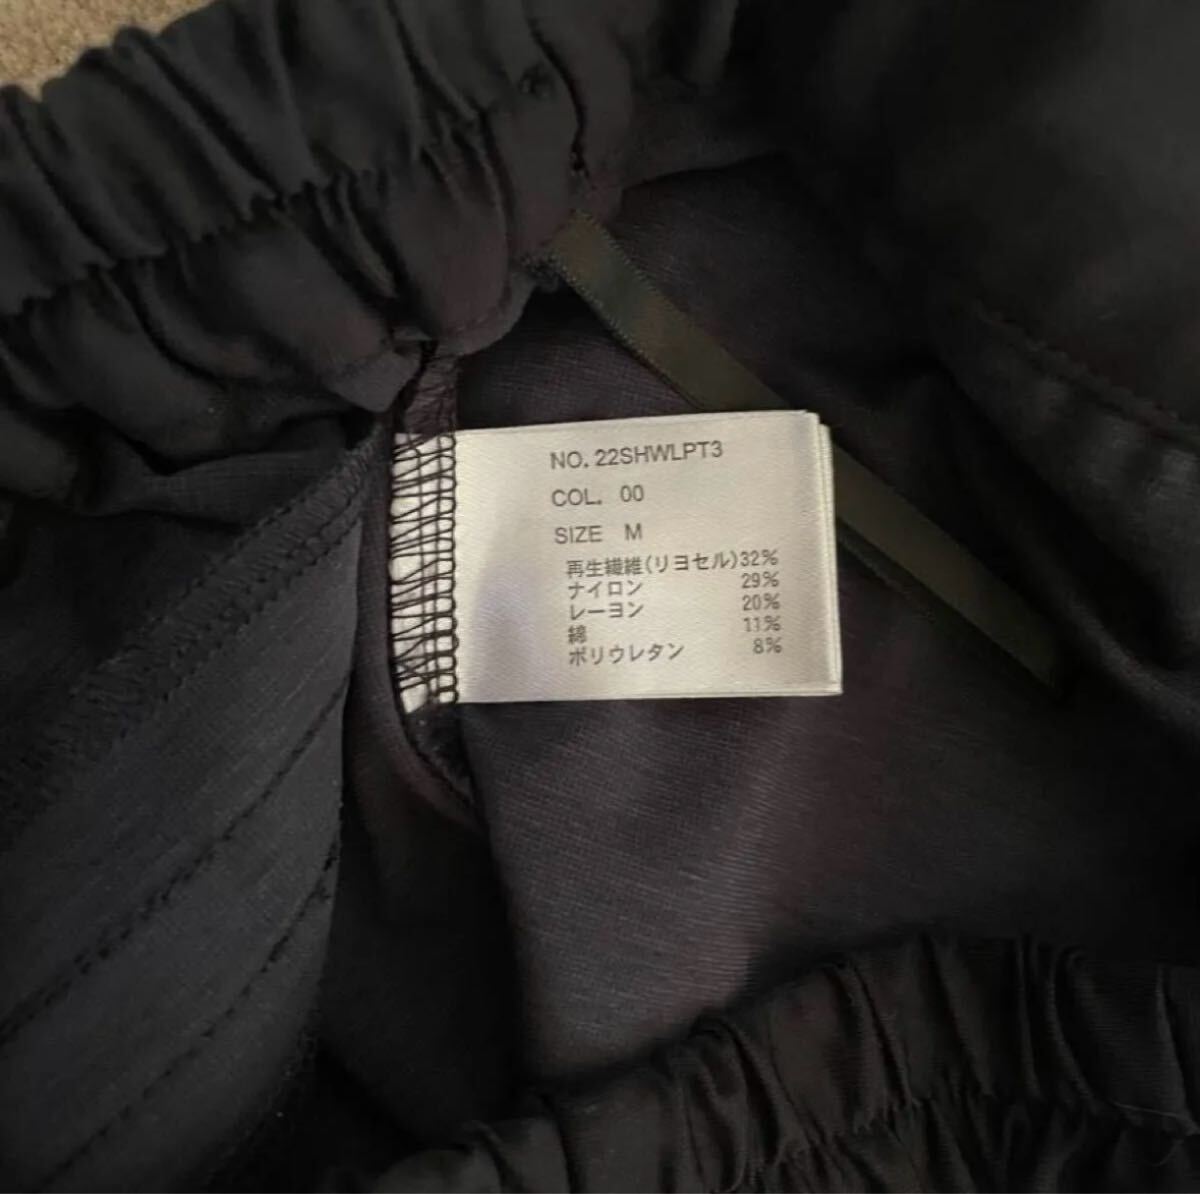 NO. 22SHWLPT3
COL. 00
SIZE M
再生繊維(リヨセル)32%
ナイロン 29%
レーヨン 20%
綿 11%
ポリウレタン 8%